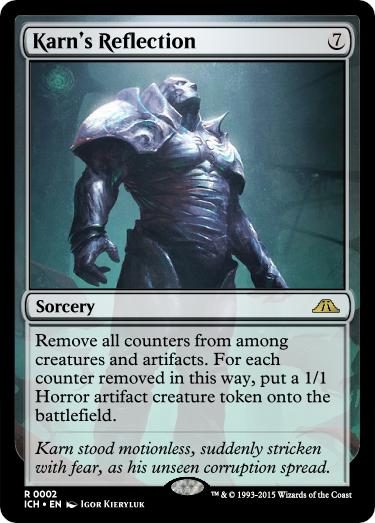 Karn's Reflection 7
Sorcery
Remove all counters from among
creatures and artifacts. For each
counter removed in this way, put a 1/1
Horror artifact creature token onto the
battlefield.
Karn stood motionless, suddenly stricken
with fear, as his unseen corruption spread.
R 0002
ICH • EN Igor Kieryluk
™ & © 1993-2015 Wizards of the Coast